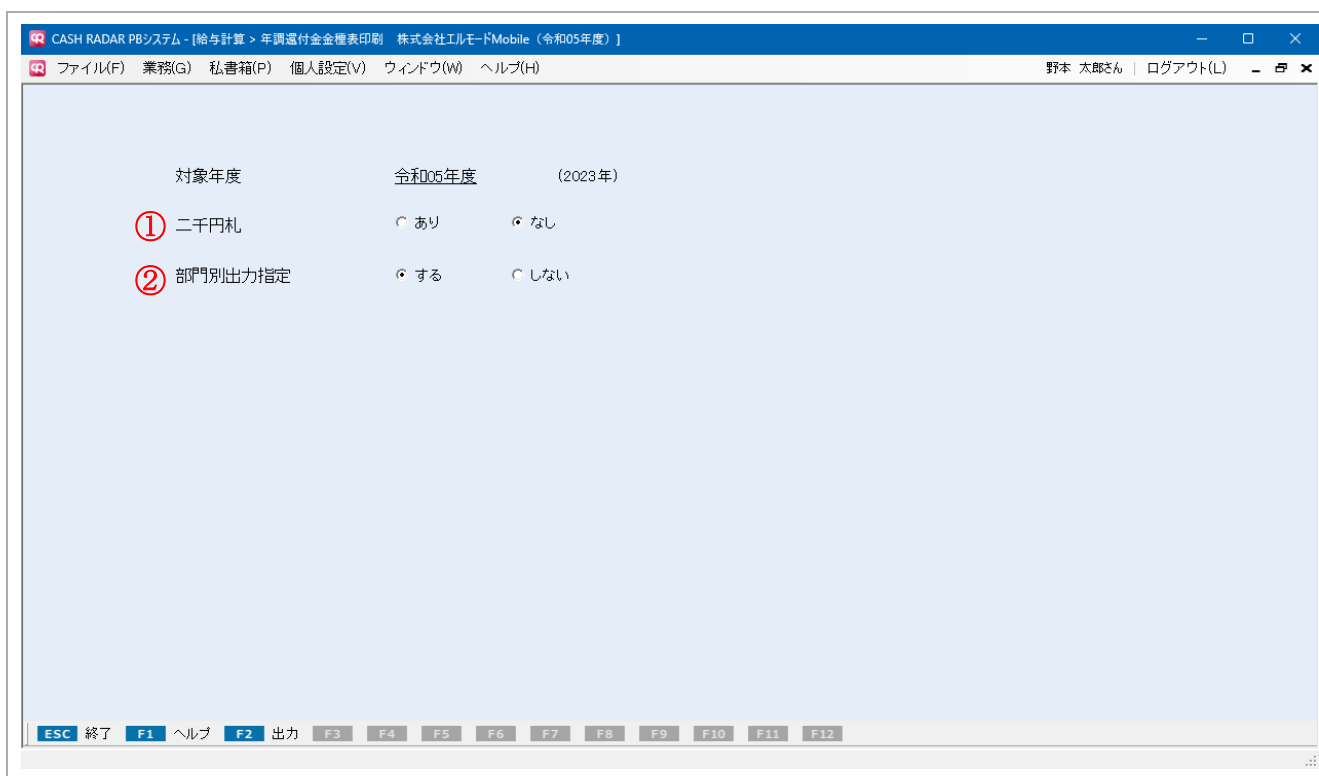 CASH RADAR PBシステム - [給与計算 > 年調還付金金種表印刷 株式会社エルモードMobile（令和05年度）]
ファイル(F) 業務(G) 私書箱(P) 個人設定(V) ウィンドウ(W) ヘルプ(H) 野本 太郎さん | ログアウト(L)
対象年度 令和05年度 (2023年)
① 二千円札 あり なし
② 部門別出力指定 する しない
ESC 終了 F1 ヘルプ F2 出力 F3 F4 F5 F6 F7 F8 F9 F10 F11 F12